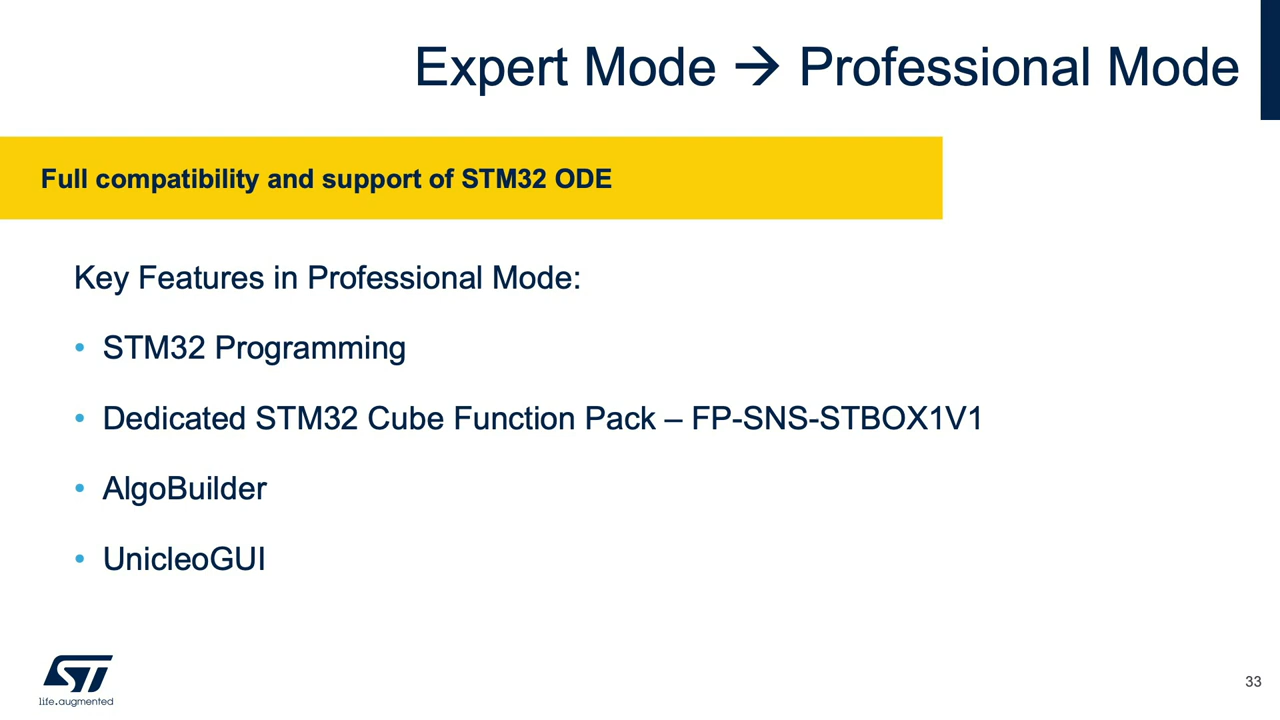 Expert Mode → Professional Mode
Full compatibility and support of STM32 ODE
Key Features in Professional Mode:
• STM32 Programming
• Dedicated STM32 Cube Function Pack – FP-SNS-STBOX1V1
• AlgoBuilder
• UnicleoGUI
ST
life.augmented
33